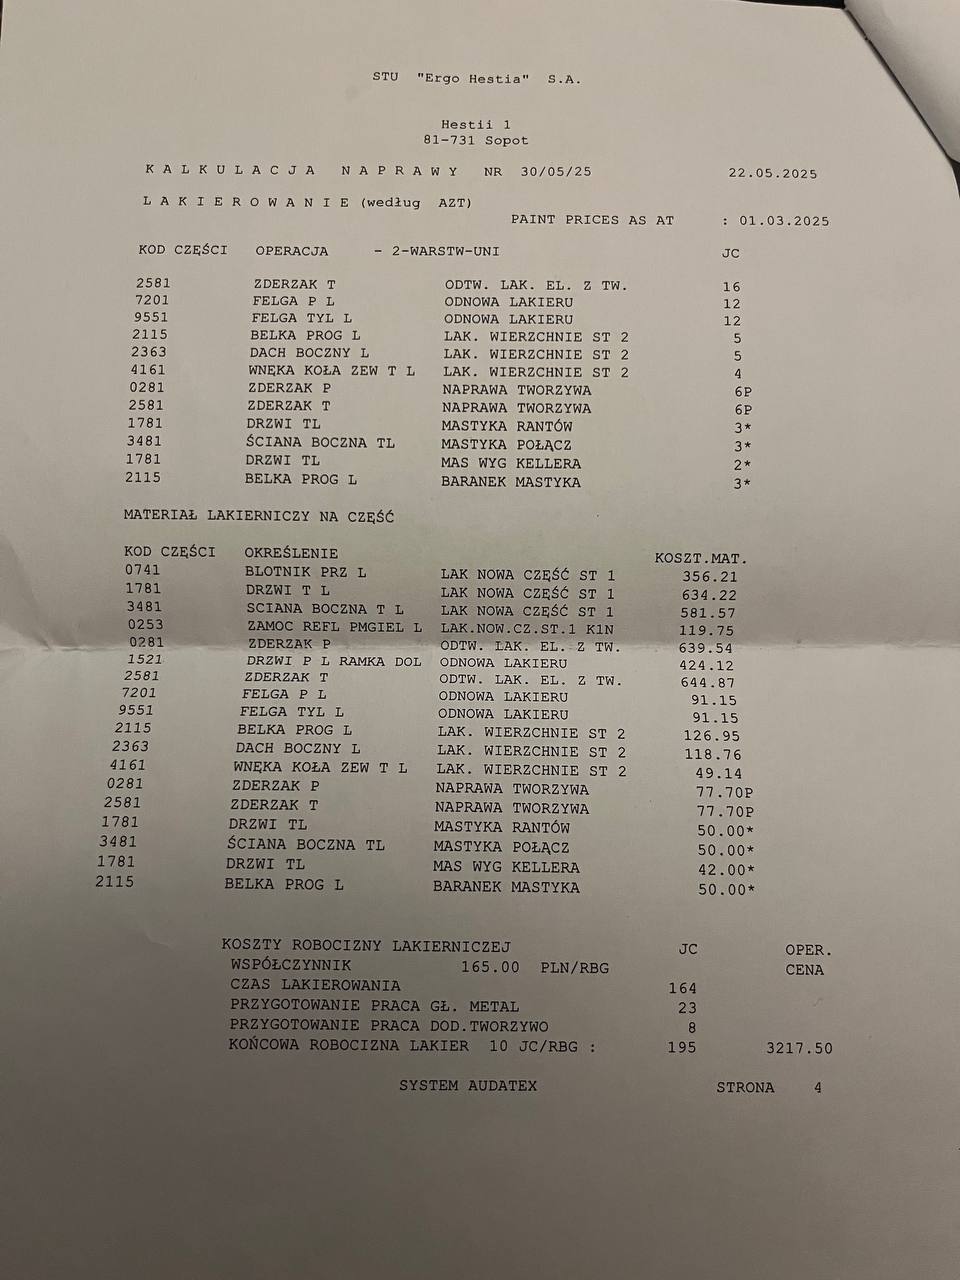 STU "Ergo Hestia" S.A.
Hestii 1
81-731 Sopot
K A L K U L A C J A N A P R A W Y NR 30/05/25 22.05.2025
L A K I E R O W A N I E (według AZT)
PAINT PRICES AS AT : 01.03.2025
KOD CZĘŚCI OPERACJA - 2-WARSTW-UNI JC
2581 ZDERZAK T ODTW. LAK. EL. Z TW. 16
7201 FELGA P L ODNOWA LAKIERU 12
9551 FELGA TYL L ODNOWA LAKIERU 12
2115 BELKA PROG L LAK. WIERZCHNIE ST 2 5
2363 DACH BOCZNY L LAK. WIERZCHNIE ST 2 5
4161 WNĘKA KOŁA ZEW T L LAK. WIERZCHNIE ST 2 4
0281 ZDERZAK P NAPRAWA TWORZYWA 6P
2581 ZDERZAK T NAPRAWA TWORZYWA 6P
1781 DRZWI TL MASTYKA RANTÓW 3*
3481 ŚCIANA BOCZNA TL MASTYKA POŁĄCZ 3*
1781 DRZWI TL MAS WYG KELLERA 2*
2115 BELKA PROG L BARANEK MASTYKA 3*
MATERIAŁ LAKIERNICZY NA CZĘŚĆ
KOD CZĘŚCI OKREŚLENIE KOSZT.MAT.
0741 BLOTNIK PRZ L LAK NOWA CZĘŚĆ ST 1 356.21
1781 DRZWI T L LAK NOWA CZĘŚĆ ST 1 634.22
3481 SCIANA BOCZNA T L LAK NOWA CZĘŚĆ ST 1 581.57
0253 ZAMOC REFL PMGIEL L LAK.NOW.CZ.ST.1 K1N 119.75
0281 ZDERZAK P ODTW. LAK. EL. Z TW. 639.54
1521 DRZWI P L RAMKA DOL ODNOWA LAKIERU 424.12
2581 ZDERZAK T ODTW. LAK. EL. Z TW. 644.87
7201 FELGA P L ODNOWA LAKIERU 91.15
9551 FELGA TYL L ODNOWA LAKIERU 91.15
2115 BELKA PROG L LAK. WIERZCHNIE ST 2 126.95
2363 DACH BOCZNY L LAK. WIERZCHNIE ST 2 118.76
4161 WNĘKA KOŁA ZEW T L LAK. WIERZCHNIE ST 2 49.14
0281 ZDERZAK P NAPRAWA TWORZYWA 77.70P
2581 ZDERZAK T NAPRAWA TWORZYWA 77.70P
1781 DRZWI TL MASTYKA RANTÓW 50.00*
3481 ŚCIANA BOCZNA TL MASTYKA POŁĄCZ 50.00*
1781 DRZWI TL MAS WYG KELLERA 42.00*
2115 BELKA PROG L BARANEK MASTYKA 50.00*
KOSZTY ROBOCIZNY LAKIERNICZEJ JC OPER.
WSPÓŁCZYNNIK 165.00 PLN/RBG CENA
CZAS LAKIEROWANIA 164
PRZYGOTOWANIE PRACA GŁ. METAL 23
PRZYGOTOWANIE PRACA DOD.TWORZYWO 8
KOŃCOWA ROBOCIZNA LAKIER 10 JC/RBG : 195 3217.50
SYSTEM AUDATEX STRONA 4